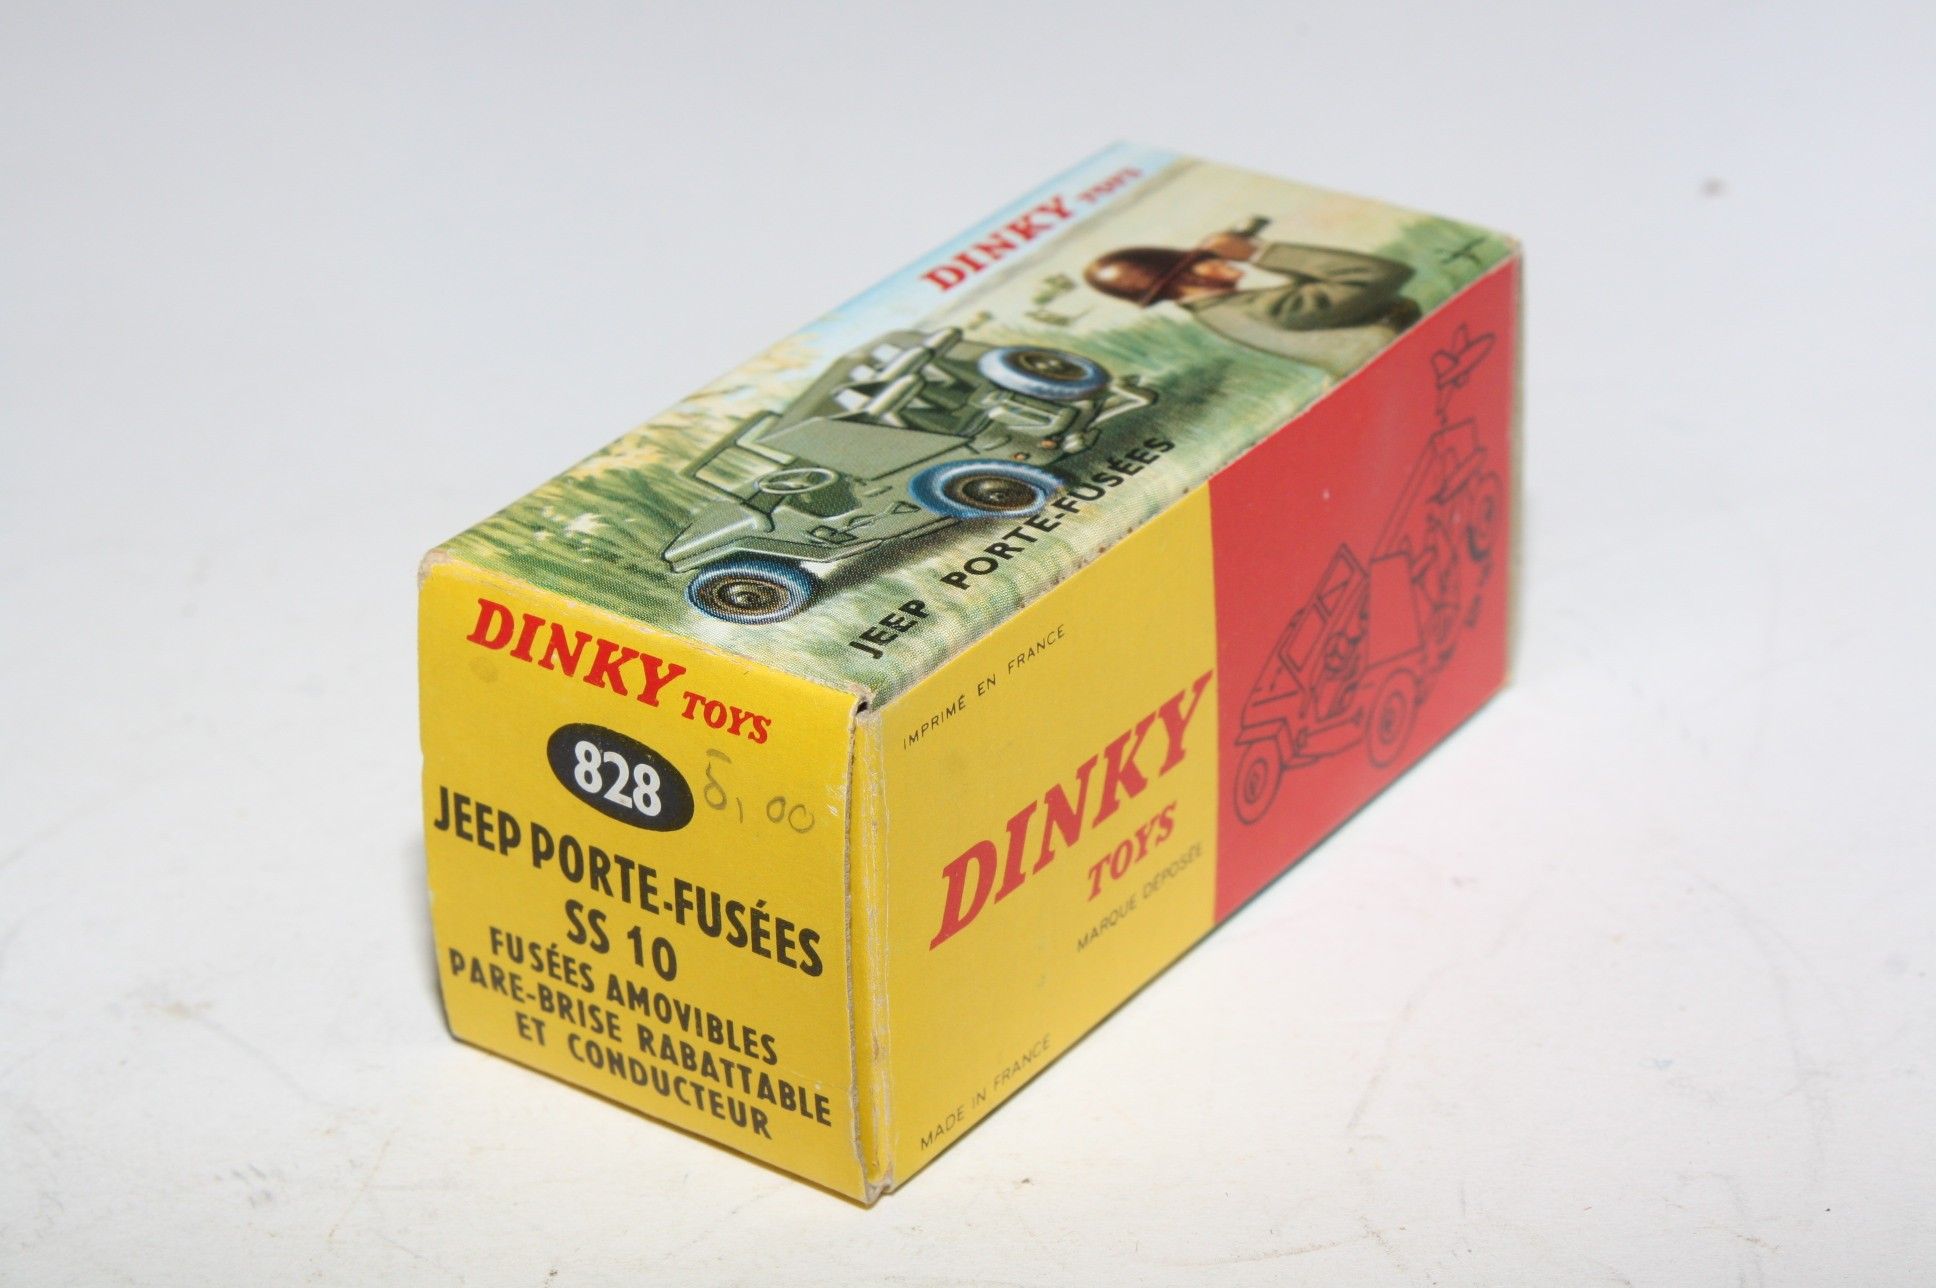 DINKY TOYS
JEEP PORTE-FUSÉES
DINKY TOYS
828
5,00
JEEP PORTE-FUSÉES
SS 10
FUSÉES AMOVIBLES
PARE-BRISE RABATTABLE
ET CONDUCTEUR
IMPRIMÉ EN FRANCE
DINKY
TOYS
MARQUE DÉPOSÉE
MADE IN FRANCE